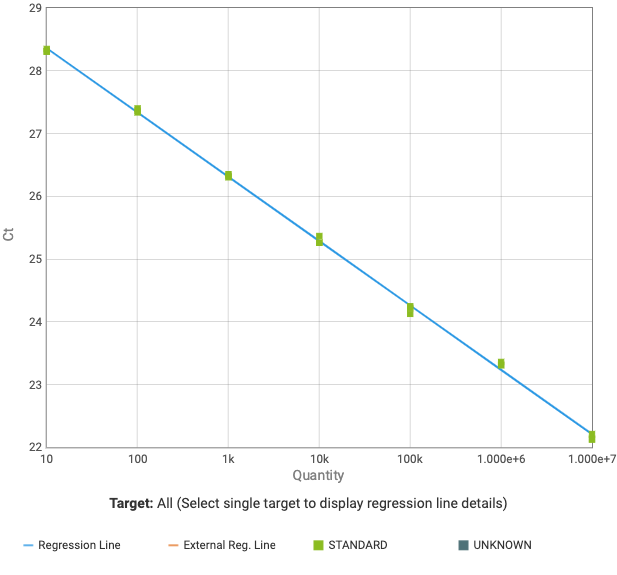 29
28
27
26
25
24
23
22
Ct
10 100 1k 10k 100k 1.000e+6 1.000e+7
Quantity
Target: All (Select single target to display regression line details)
Regression Line External Reg. Line STANDARD UNKNOWN